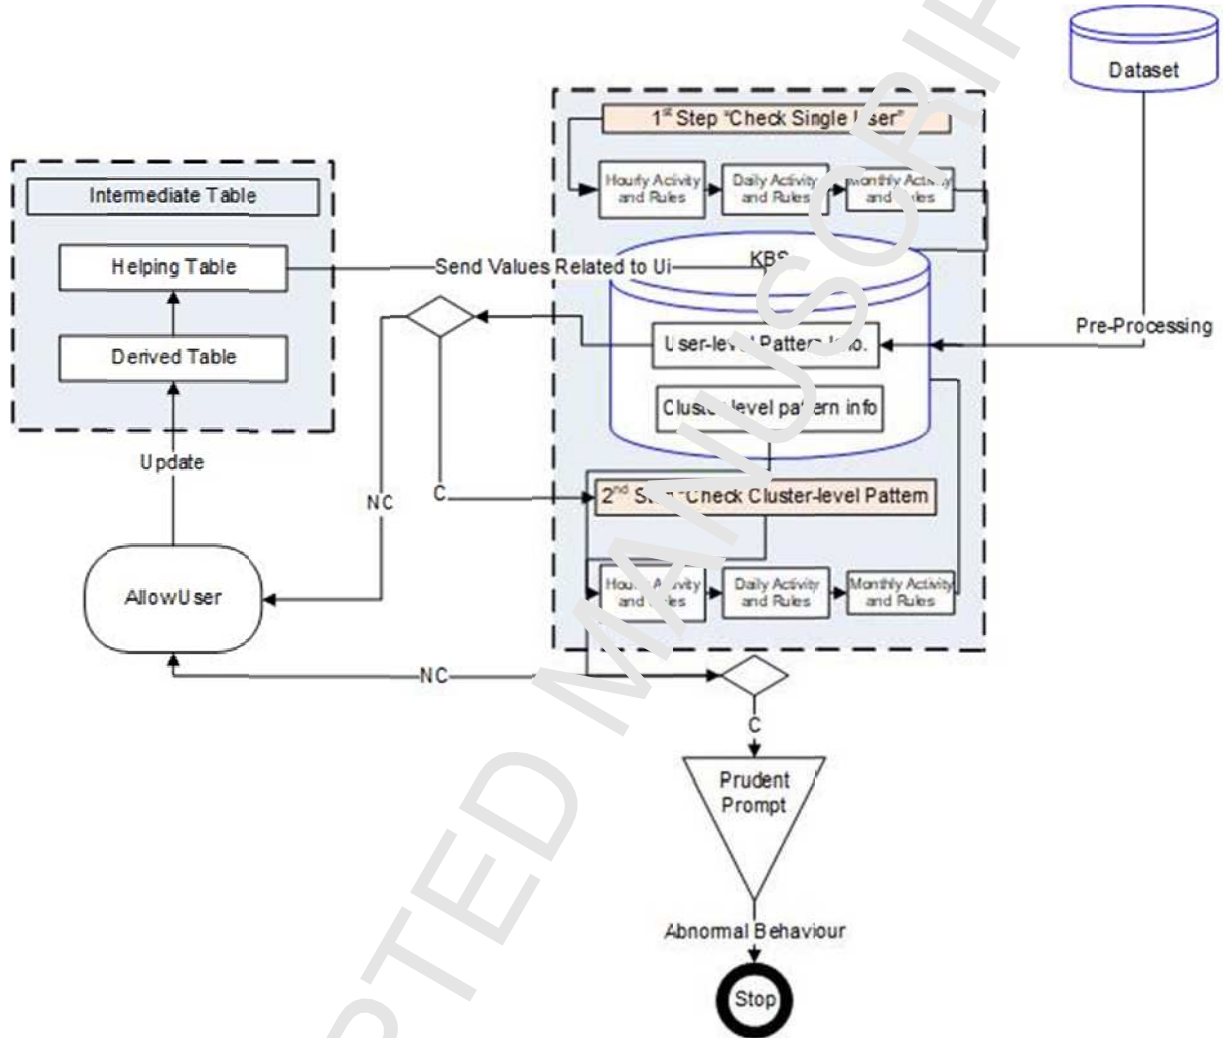 Dataset
1st Step "Check Single User"
Hourly Activity
and Rules
Daily Activity
and Rules
Monthly Activity
and Rules
Intermediate Table
Helping Table
Send Values Related to Ui
KBS
Derived Table
User-level Pattern Info.
Pre-Processing
Cluster-level pattern info
Update
NC
C
2nd Step "Check Cluster-level Pattern
AllowUser
Hourly Activity
and Rules
Daily Activity
and Rules
Monthly Activity
and Rules
NC
C
Prudent
Prompt
Abnormal Behaviour
Stop
PTED MANUSCRIP